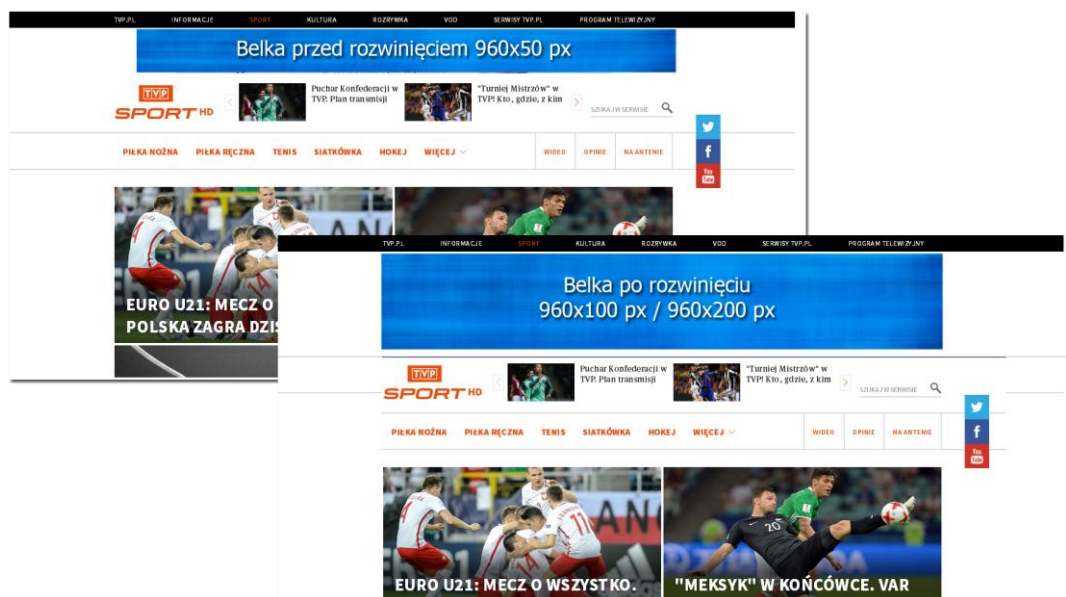 TVP.PL INFORMACJE SPORT KULTURA ROZRYWKA VOD SERWISY TVP.PL PROGRAM TELEWIZYJNY
Belka przed rozwinięciem 960x50 px
TVP
SPORT HD
Puchar Konfederacji w
TVP. Plan transmisji
"Turniej Mistrzów" w
TVP! Kto, gdzie, z kim
SZUKAJ W SERWISIE
PIŁKA NOŻNA PIŁKA RĘCZNA TENIS SIATKÓWKA HOKEJ WIĘCEJ WIDEO OPINIE NA ANTENIE
You
Tube
EURO U21: MECZ O
POLSKA ZAGRA DZIŚ
TVP.PL INFORMACJE SPORT KULTURA ROZRYWKA VOD SERWISY TVP.PL PROGRAM TELEWIZYJNY
Belka po rozwinięciu
960x100 px / 960x200 px
TVP
SPORT HD
Puchar Konfederacji w
TVP. Plan transmisji
"Turniej Mistrzów" w
TVP! Kto, gdzie, z kim
SZUKAJ W SERWISIE
PIŁKA NOŻNA PIŁKA RĘCZNA TENIS SIATKÓWKA HOKEJ WIĘCEJ WIDEO OPINIE NA ANTENIE
You
Tube
EURO U21: MECZ O WSZYSTKO.
"MEKSYK" W KOŃCÓWCE. VAR